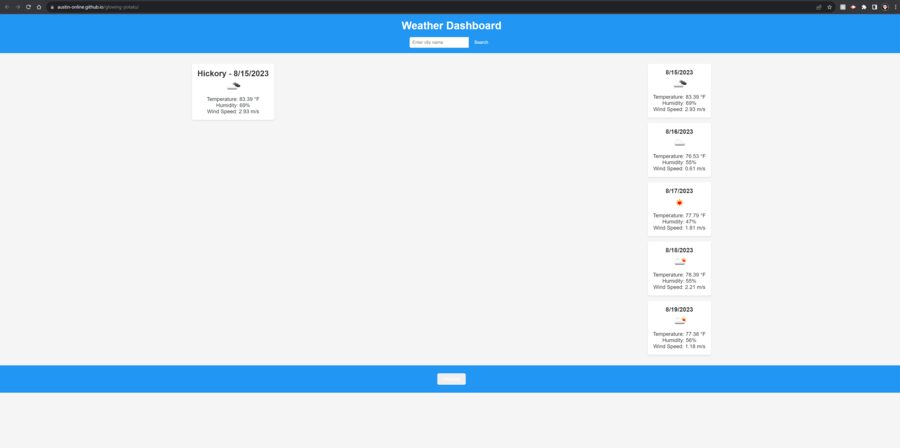 austin-online.github.io/glowing-potato/
Weather Dashboard
Enter city name
Search
Hickory - 8/15/2023
Temperature: 83.39 °F
Humidity: 69%
Wind Speed: 2.93 m/s
8/15/2023
Temperature: 83.39 °F
Humidity: 69%
Wind Speed: 2.93 m/s
8/16/2023
Temperature: 76.53 °F
Humidity: 55%
Wind Speed: 0.61 m/s
8/17/2023
Temperature: 77.79 °F
Humidity: 47%
Wind Speed: 1.81 m/s
8/18/2023
Temperature: 78.39 °F
Humidity: 55%
Wind Speed: 2.21 m/s
8/19/2023
Temperature: 77.38 °F
Humidity: 56%
Wind Speed: 1.18 m/s